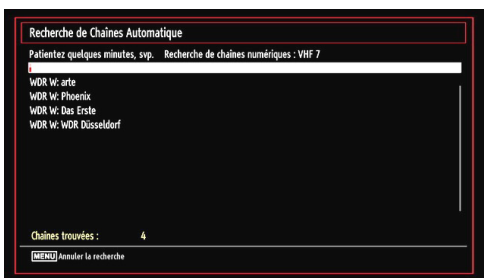 Recherche de Chaînes Automatique
Patientez quelques minutes, svp. Recherche de chaînes numériques : VHF 7
WDR W: arte
WDR W: Phoenix
WDR W: Das Erste
WDR W: WDR Düsseldorf
Chaînes trouvées : 4
MENU Annuler la recherche